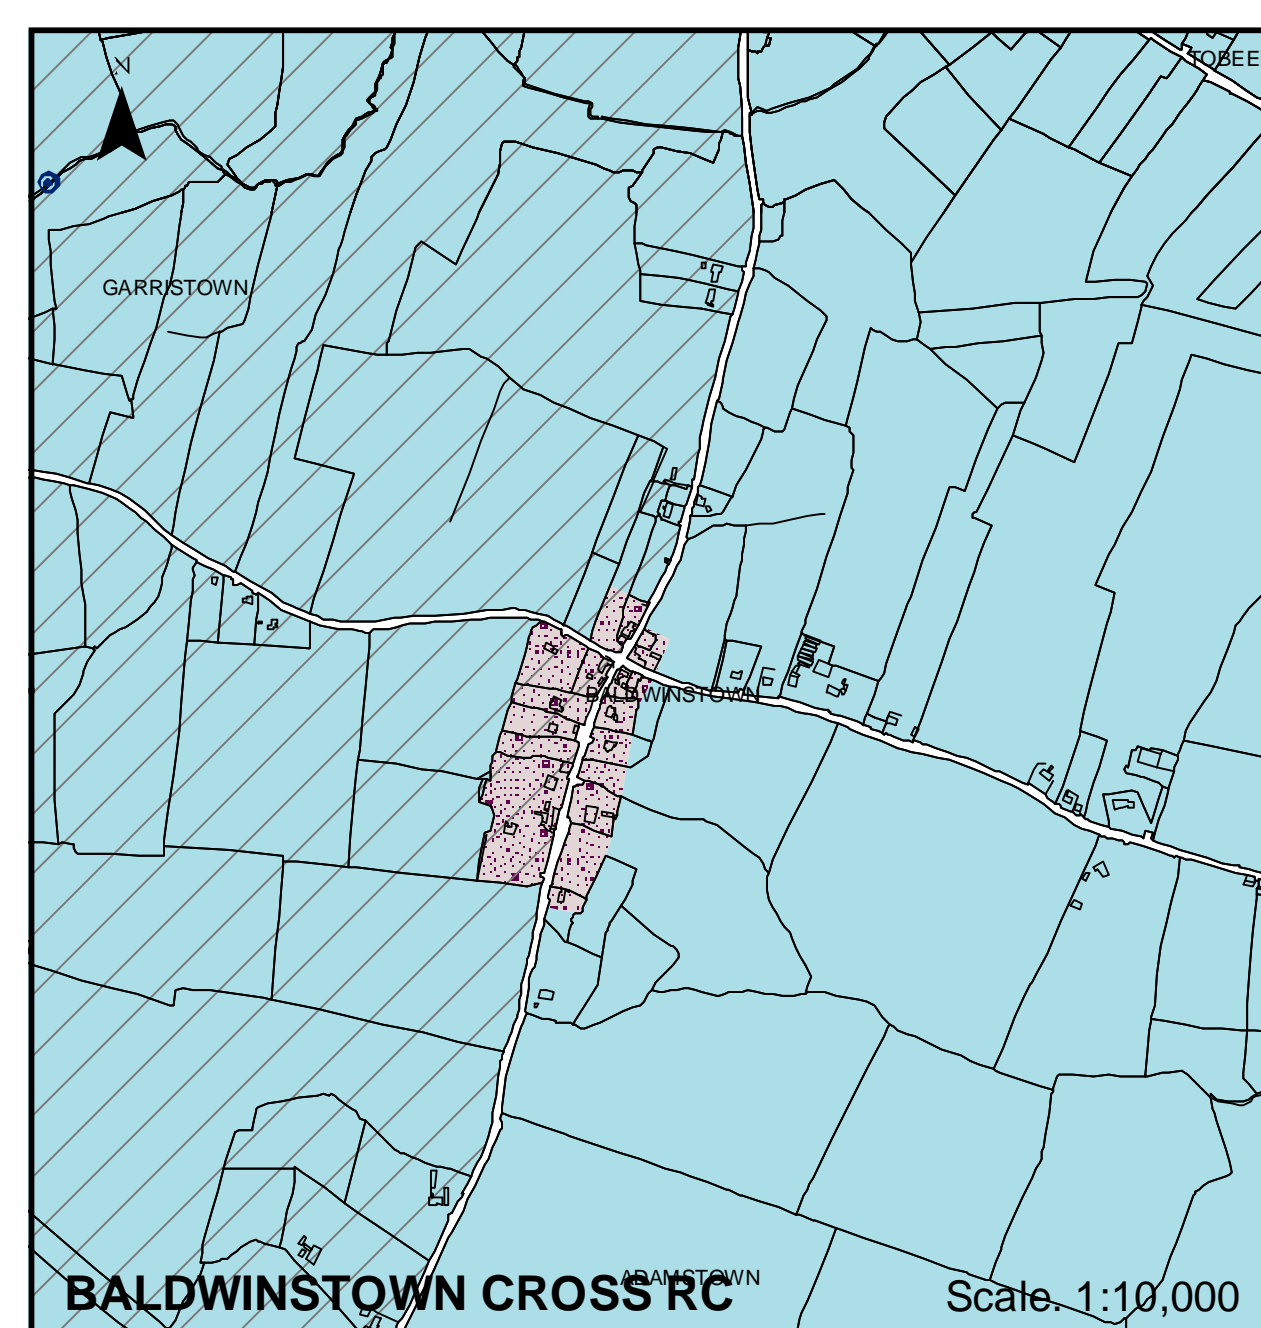 N
TOBEE
GARRISTOWN
BALDWINSTOWN
ADAMSTOWN
BALDWINSTOWN CROSS RC
Scale. 1:10,000